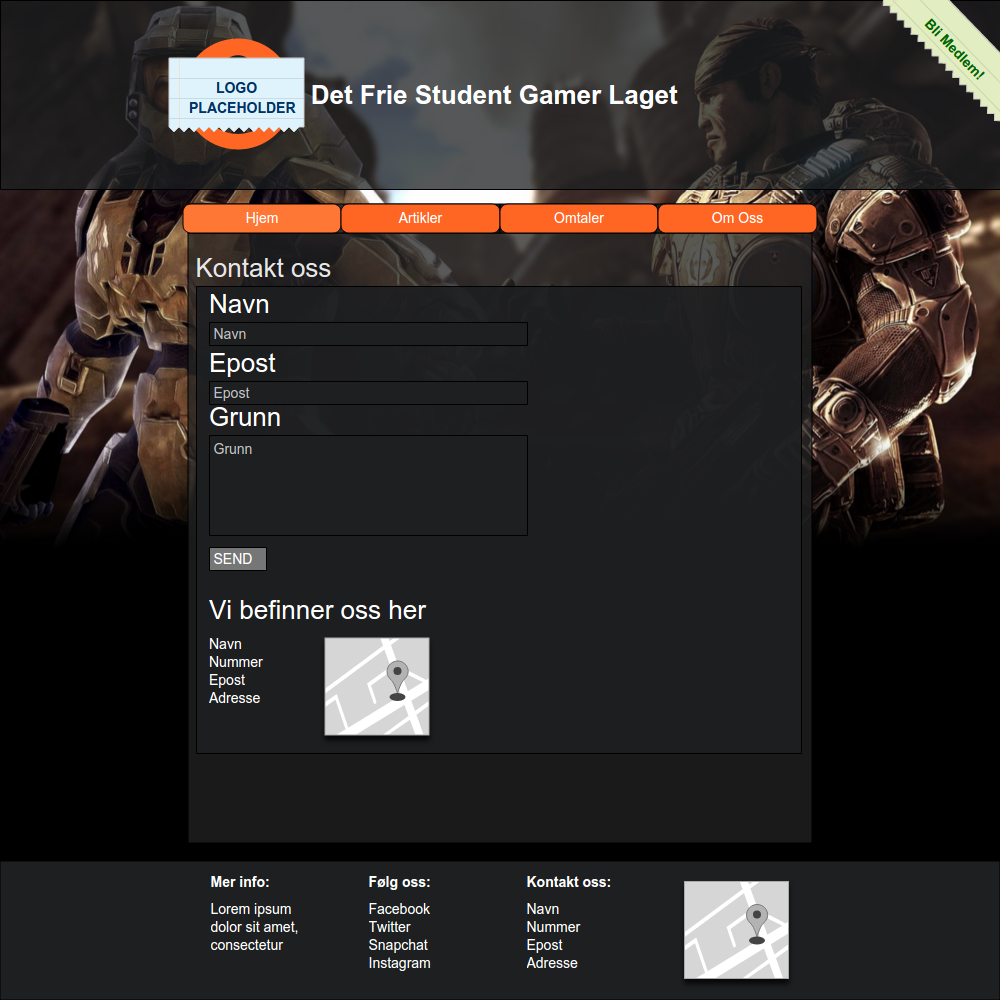 Bli Medlem!
LOGO
PLACEHOLDER
Det Frie Student Gamer Laget
Hjem
Artikler
Omtaler
Om Oss
Kontakt oss
Navn
Navn
Epost
Epost
Grunn
Grunn
SEND
Vi befinner oss her
Navn
Nummer
Epost
Adresse
Mer info:
Lorem ipsum
dolor sit amet,
consectetur
Følg oss:
Facebook
Twitter
Snapchat
Instagram
Kontakt oss:
Navn
Nummer
Epost
Adresse